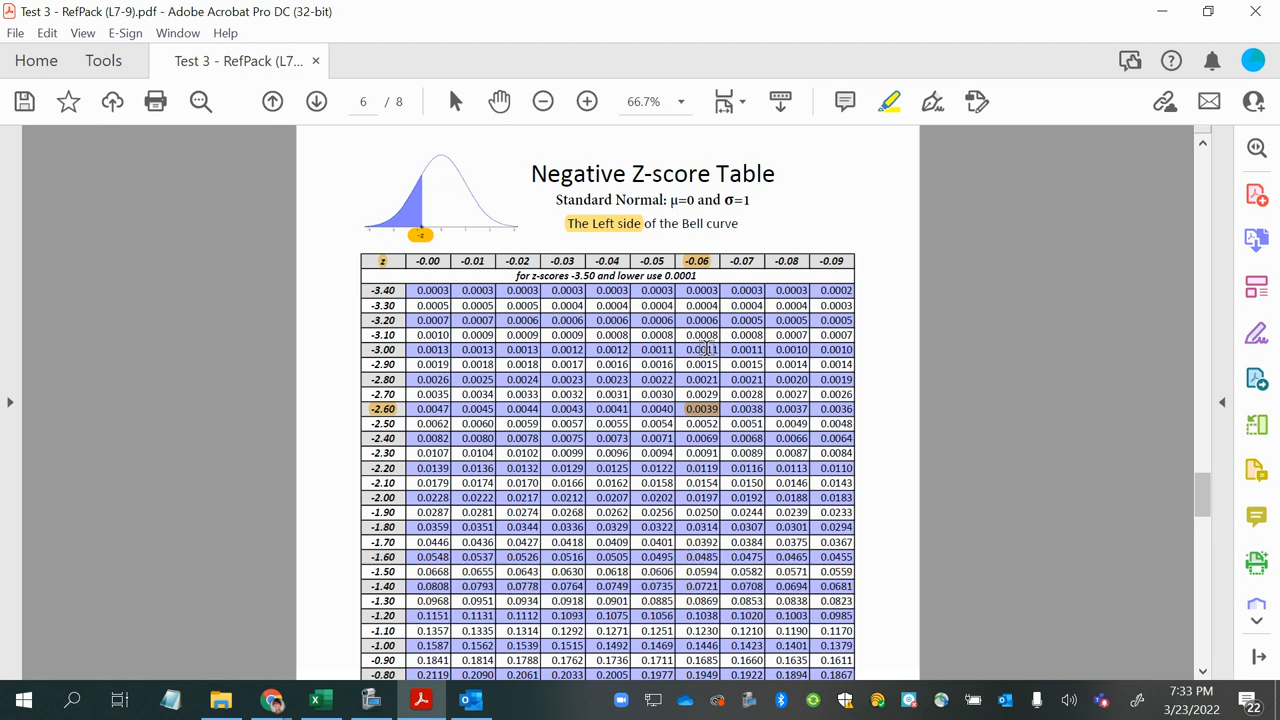 Test 3 - RefPack (L7-9).pdf - Adobe Acrobat Pro DC (32-bit)
File Edit View E-Sign Window Help
Home Tools Test 3 - RefPack (L7... ×
6 / 8 66.7%
Negative Z-score Table
Standard Normal: µ=0 and σ=1
The Left side of the Bell curve
-z
z -0.00 -0.01 -0.02 -0.03 -0.04 -0.05 -0.06 -0.07 -0.08 -0.09
for z-scores -3.50 and lower use 0.0001
-3.40 0.0003 0.0003 0.0003 0.0003 0.0003 0.0003 0.0003 0.0003 0.0003 0.0002
-3.30 0.0005 0.0005 0.0005 0.0004 0.0004 0.0004 0.0004 0.0004 0.0004 0.0003
-3.20 0.0007 0.0007 0.0006 0.0006 0.0006 0.0006 0.0006 0.0005 0.0005 0.0005
-3.10 0.0010 0.0009 0.0009 0.0009 0.0008 0.0008 0.0008 0.0008 0.0007 0.0007
-3.00 0.0013 0.0013 0.0013 0.0012 0.0012 0.0011 0.0011 0.0011 0.0010 0.0010
-2.90 0.0019 0.0018 0.0018 0.0017 0.0016 0.0016 0.0015 0.0015 0.0014 0.0014
-2.80 0.0026 0.0025 0.0024 0.0023 0.0023 0.0022 0.0021 0.0021 0.0020 0.0019
-2.70 0.0035 0.0034 0.0033 0.0032 0.0031 0.0030 0.0029 0.0028 0.0027 0.0026
-2.60 0.0047 0.0045 0.0044 0.0043 0.0041 0.0040 0.0039 0.0038 0.0037 0.0036
-2.50 0.0062 0.0060 0.0059 0.0057 0.0055 0.0054 0.0052 0.0051 0.0049 0.0048
-2.40 0.0082 0.0080 0.0078 0.0075 0.0073 0.0071 0.0069 0.0068 0.0066 0.0064
-2.30 0.0107 0.0104 0.0102 0.0099 0.0096 0.0094 0.0091 0.0089 0.0087 0.0084
-2.20 0.0139 0.0136 0.0132 0.0129 0.0125 0.0122 0.0119 0.0116 0.0113 0.0110
-2.10 0.0179 0.0174 0.0170 0.0166 0.0162 0.0158 0.0154 0.0150 0.0146 0.0143
-2.00 0.0228 0.0222 0.0217 0.0212 0.0207 0.0202 0.0197 0.0192 0.0188 0.0183
-1.90 0.0287 0.0281 0.0274 0.0268 0.0262 0.0256 0.0250 0.0244 0.0239 0.0233
-1.80 0.0359 0.0351 0.0344 0.0336 0.0329 0.0322 0.0314 0.0307 0.0301 0.0294
-1.70 0.0446 0.0436 0.0427 0.0418 0.0409 0.0401 0.0392 0.0384 0.0375 0.0367
-1.60 0.0548 0.0537 0.0526 0.0516 0.0505 0.0495 0.0485 0.0475 0.0465 0.0455
-1.50 0.0668 0.0655 0.0643 0.0630 0.0618 0.0606 0.0594 0.0582 0.0571 0.0559
-1.40 0.0808 0.0793 0.0778 0.0764 0.0749 0.0735 0.0721 0.0708 0.0694 0.0681
-1.30 0.0968 0.0951 0.0934 0.0918 0.0901 0.0885 0.0869 0.0853 0.0838 0.0823
-1.20 0.1151 0.1131 0.1112 0.1093 0.1075 0.1056 0.1038 0.1020 0.1003 0.0985
-1.10 0.1357 0.1335 0.1314 0.1292 0.1271 0.1251 0.1230 0.1210 0.1190 0.1170
-1.00 0.1587 0.1562 0.1539 0.1515 0.1492 0.1469 0.1446 0.1423 0.1401 0.1379
-0.90 0.1841 0.1814 0.1788 0.1762 0.1736 0.1711 0.1685 0.1660 0.1635 0.1611
-0.80 0.2119 0.2090 0.2061 0.2033 0.2005 0.1977 0.1949 0.1922 0.1894 0.1867
7:33 PM
3/23/2022
22